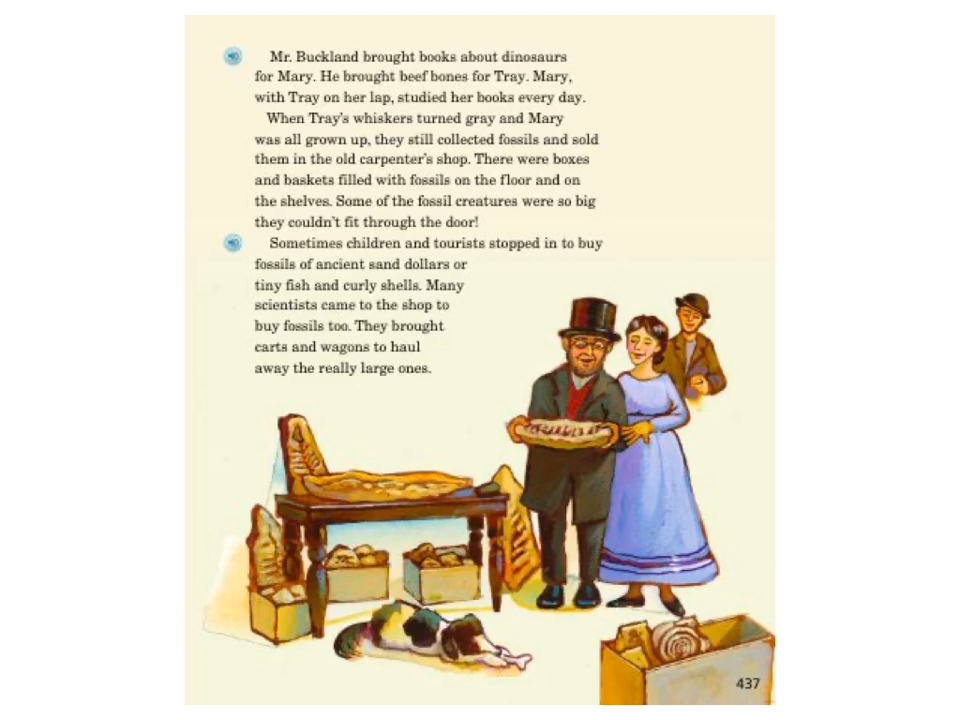 Mr. Buckland brought books about dinosaurs
for Mary. He brought beef bones for Tray. Mary,
with Tray on her lap, studied her books every day.
When Tray's whiskers turned gray and Mary
was all grown up, they still collected fossils and sold
them in the old carpenter's shop. There were boxes
and baskets filled with fossils on the floor and on
the shelves. Some of the fossil creatures were so big
they couldn't fit through the door!
Sometimes children and tourists stopped in to buy
fossils of ancient sand dollars or
tiny fish and curly shells. Many
scientists came to the shop to
buy fossils too. They brought
carts and wagons to haul
away the really large ones.
437